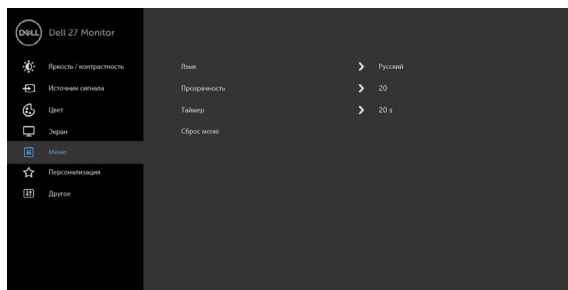 DELL Dell 27 Monitor
Яркость / контрастность
Язык Русский
Источник сигнала
Прозрачность 20
Цвет
Таймер 20 s
Экран
Сброс меню
Меню
Персонализация
Другое